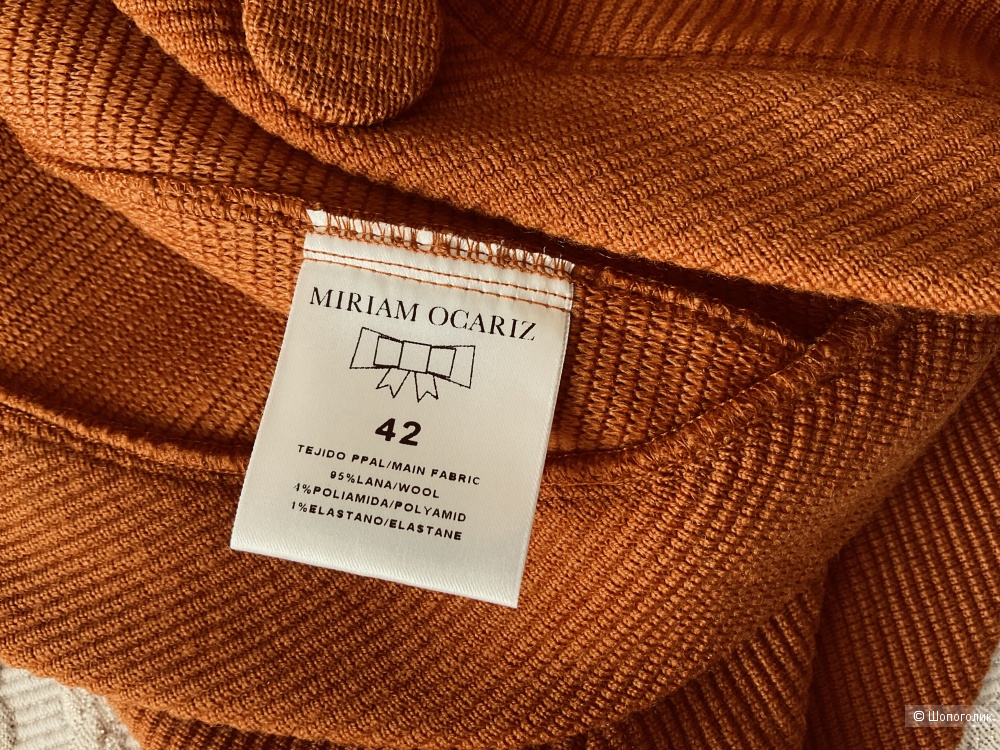 MIRIAM OCARIZ
42
TEJIDO PPAL/MAIN FABRIC
95%LANA/WOOL
4%POLIAMIDA/POLYAMID
1%ELASTANO/ELASTANE
© Шопоголик